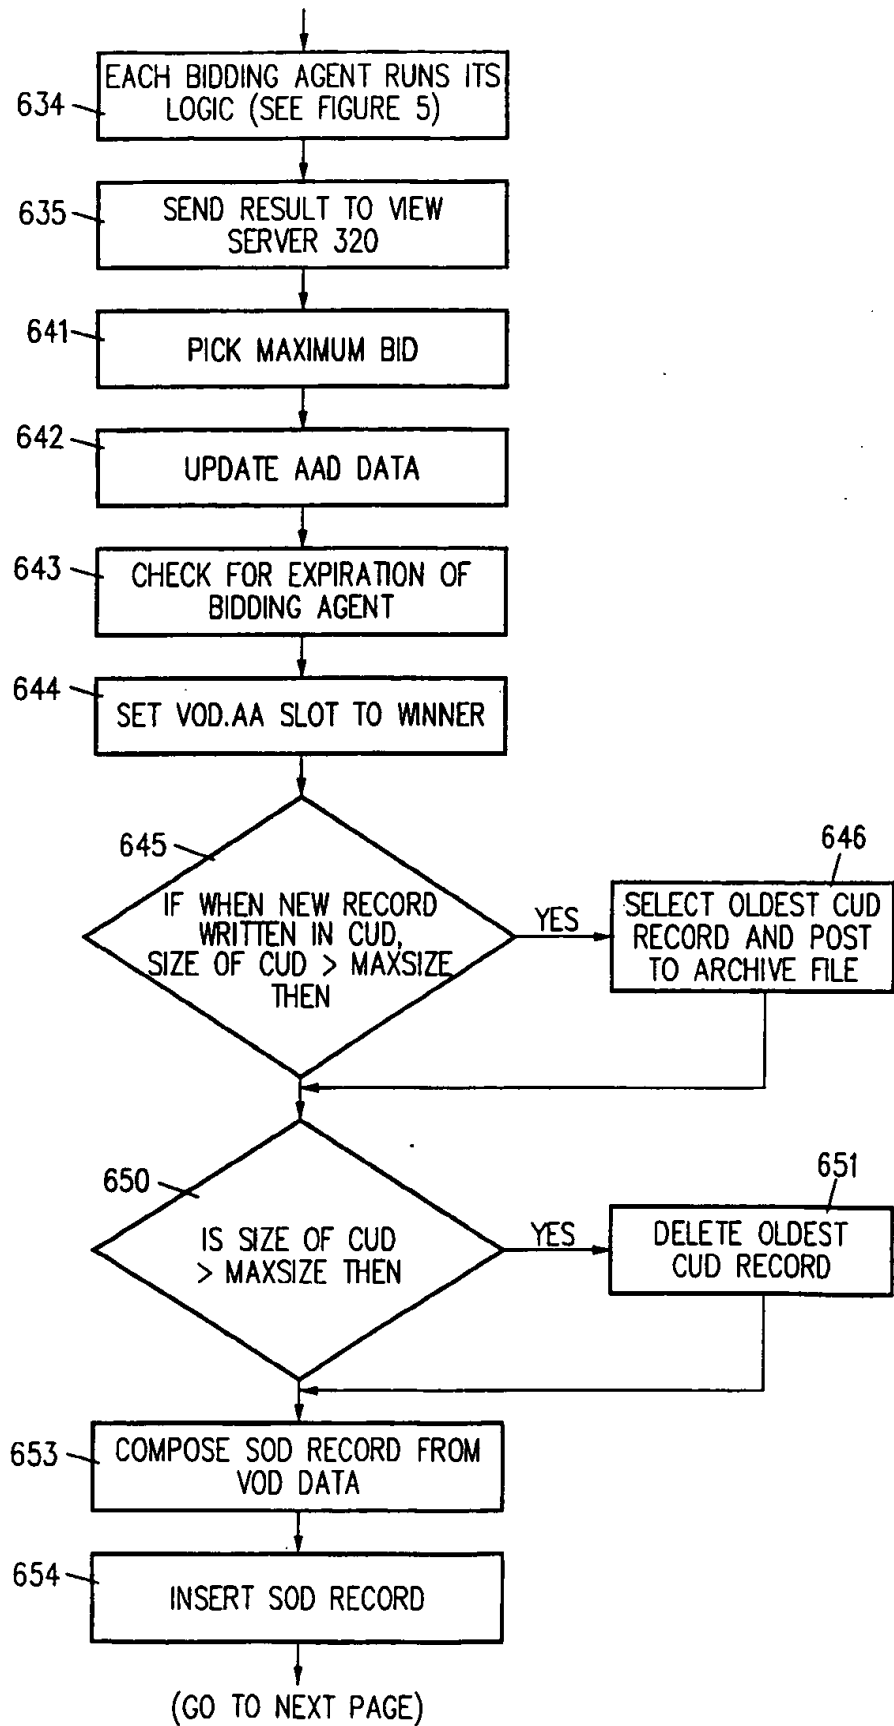 EACH BIDDING AGENT RUNS ITS
LOGIC (SEE FIGURE 5)
634
SEND RESULT TO VIEW
SERVER 320
635
641
PICK MAXIMUM BID
642
UPDATE AAD DATA
643
CHECK FOR EXPIRATION OF
BIDDING AGENT
644
SET VOD.AA SLOT TO WINNER
645
IF WHEN NEW RECORD
WRITTEN IN CUD,
SIZE OF CUD > MAXSIZE
THEN
YES
646
SELECT OLDEST CUD
RECORD AND POST
TO ARCHIVE FILE
650
IS SIZE OF CUD
> MAXSIZE THEN
YES
651
DELETE OLDEST
CUD RECORD
653
COMPOSE SOD RECORD FROM
VOD DATA
654
INSERT SOD RECORD
(GO TO NEXT PAGE)